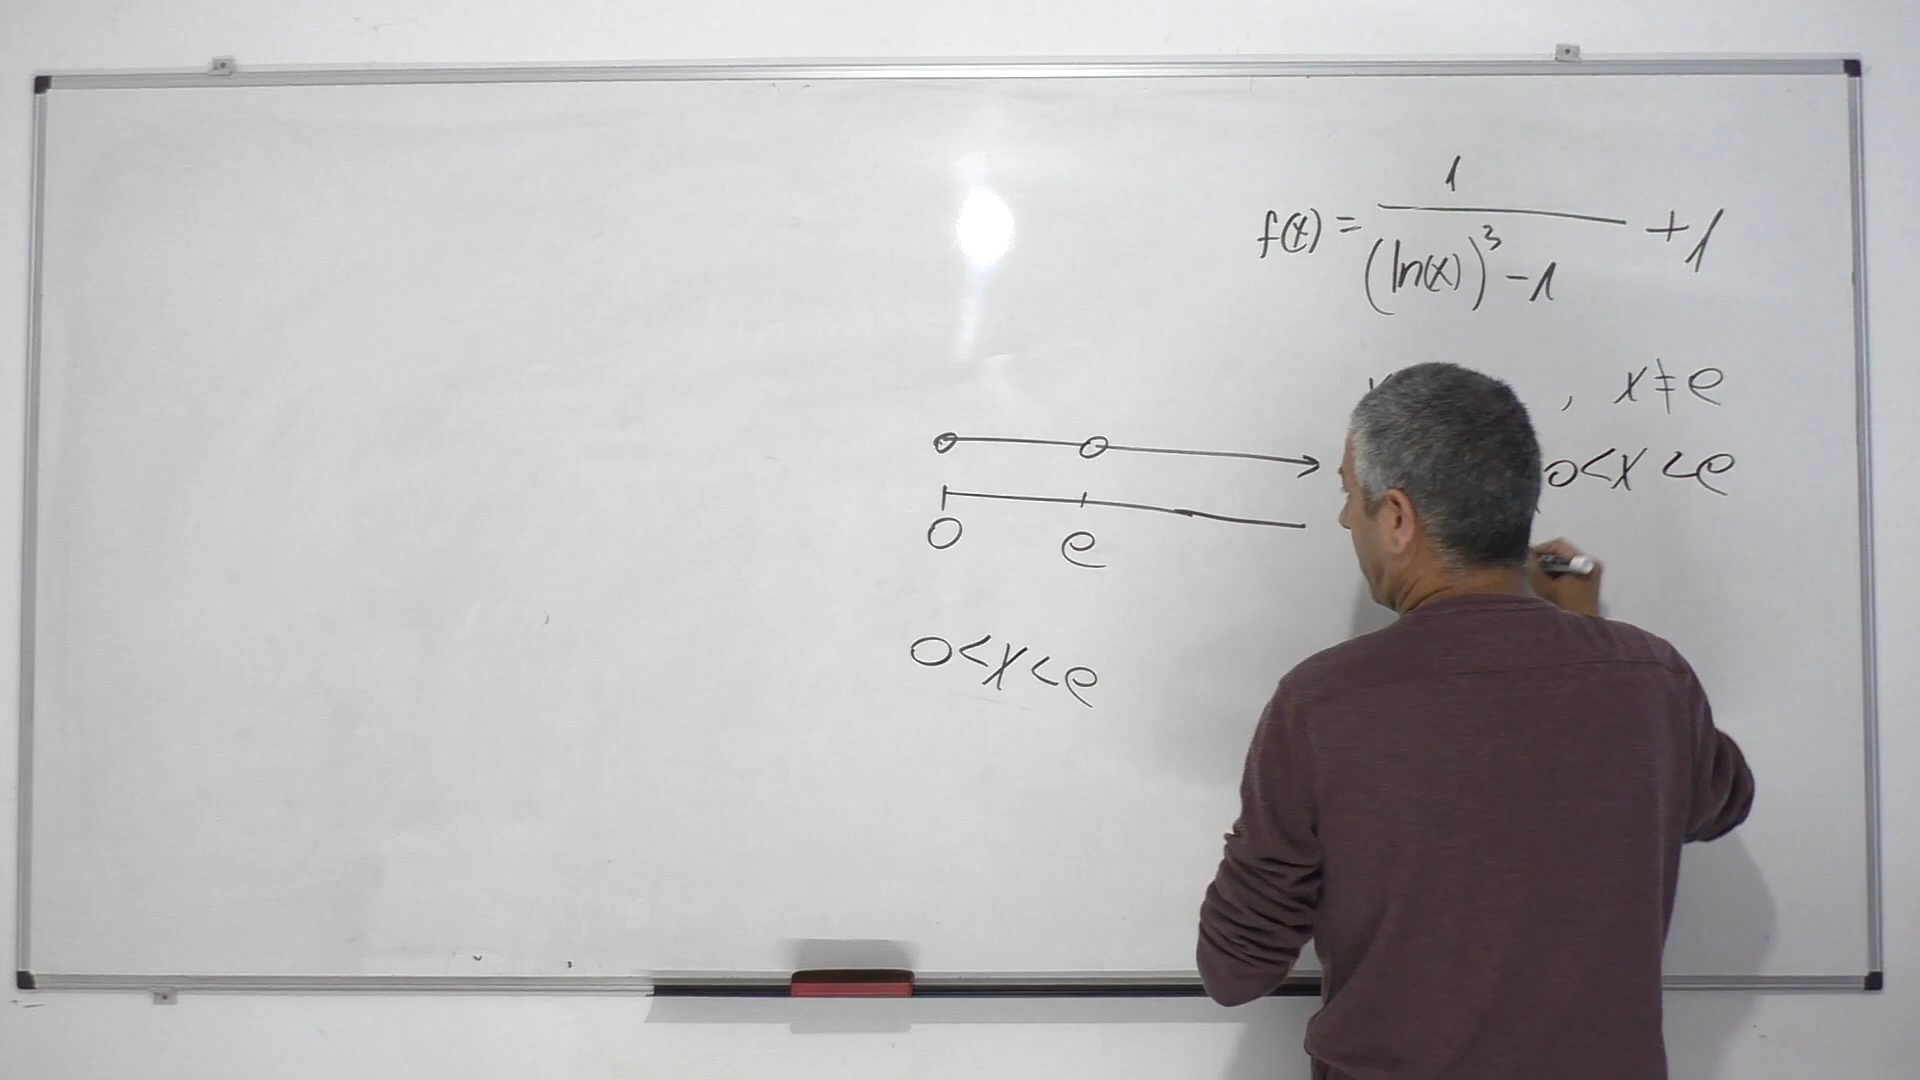 f(x) = 1 / ((ln(x))³ - 1) + 1
, x ≠ e
0 < x < e
0 e
0 < x < e